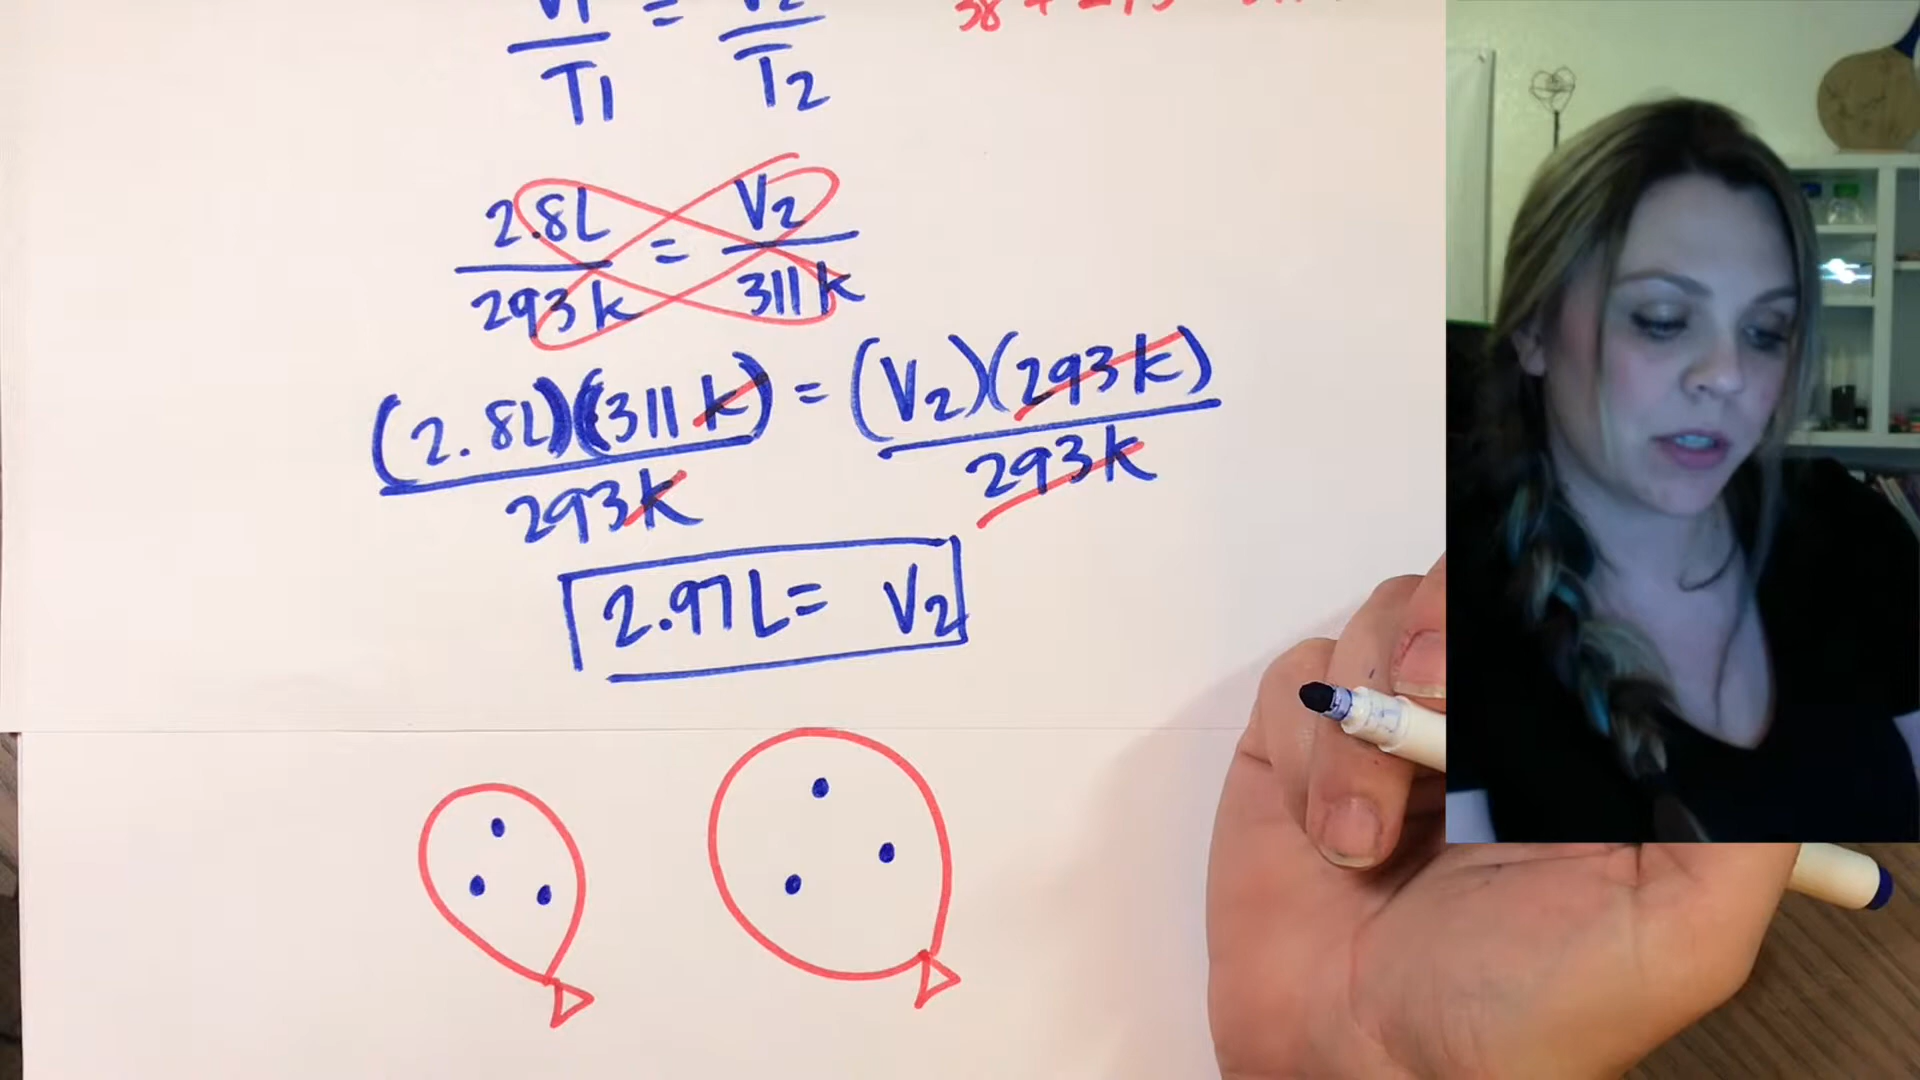 V1 = V2
T1 T2
2.8L = V2
293k 311k
(2.8L)(311k) = (V2)(293k)
293k 293k
2.97L = V2